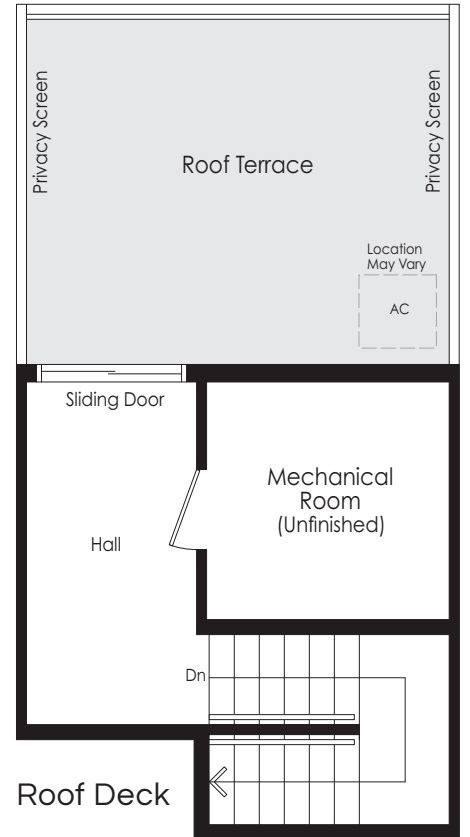 Privacy Screen
Roof Terrace
Privacy Screen
Location
May Vary
AC
Sliding Door
Mechanical
Room
(Unfinished)
Hall
Dn
Roof Deck